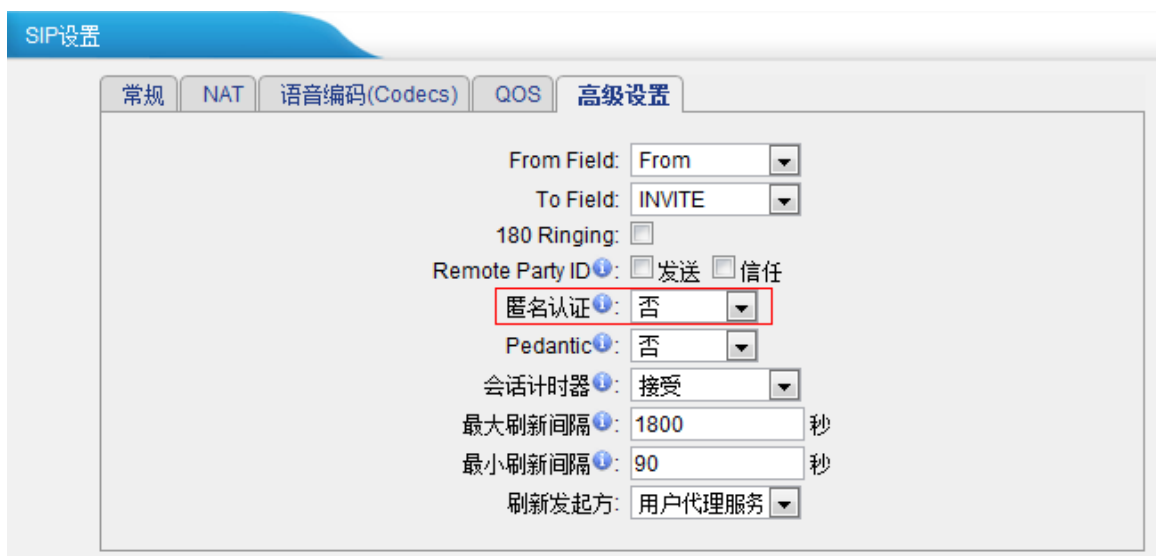 SIP设置
常规 NAT 语音编码(Codecs) QOS 高级设置
From Field: From
To Field: INVITE
180 Ringing:
Remote Party ID: 发送 信任
匿名认证: 否
Pedantic: 否
会话计时器: 接受
最大刷新间隔: 1800 秒
最小刷新间隔: 90 秒
刷新发起方: 用户代理服务